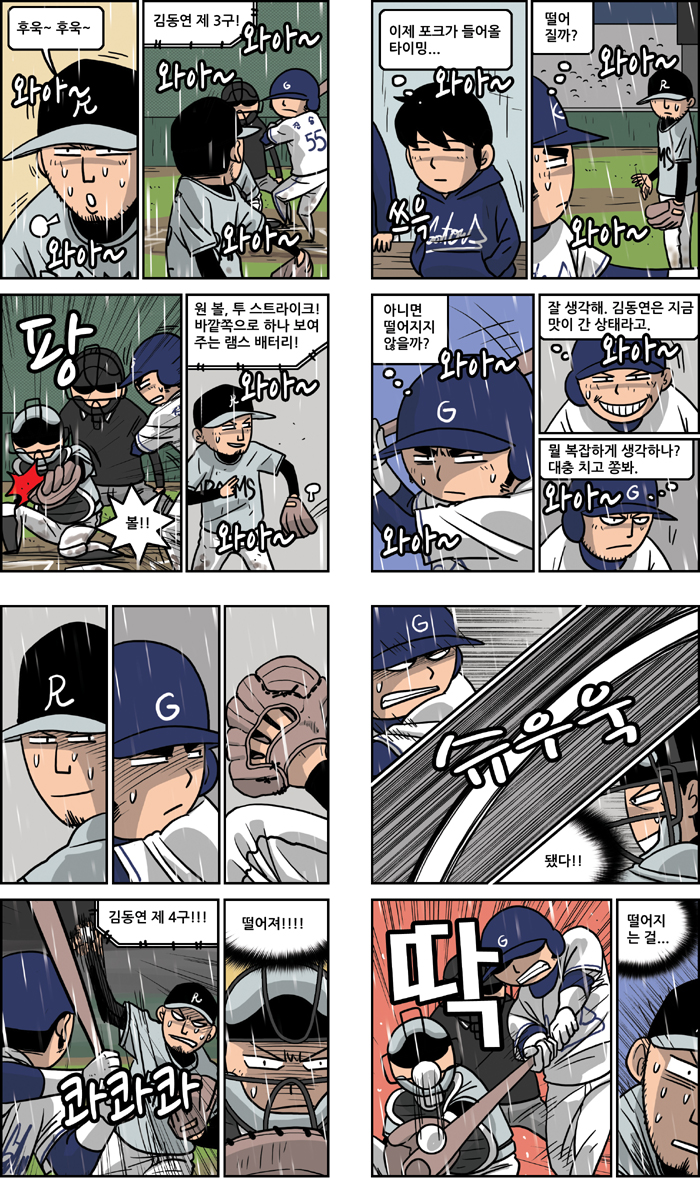 후욱~ 후욱~
와아~
R
와아~
김동연 제 3구!
와아~
와아~
G
55
와아~
팡
볼!!
원 볼, 투 스트라이크!
바깥쪽으로 하나 보여
주는 램스 배터리!
와아~
R
RAMS
와아~
이제 포크가 들어올
타이밍...
쓰욱
떨어
질까?
와아~
R
G
와아~
아니면
떨어지지
않을까?
와아~
G
와아~
잘 생각해. 김동연은 지금
맛이 간 상태라고.
와아~
뭘 복잡하게 생각하나?
대충 치고 쫑봐.
와아~
G
R
G
김동연 제 4구!!!
R
콰콰콰
떨어져!!!!
G
슈우욱
됐다!!
딱
G
떨어지
는 걸...